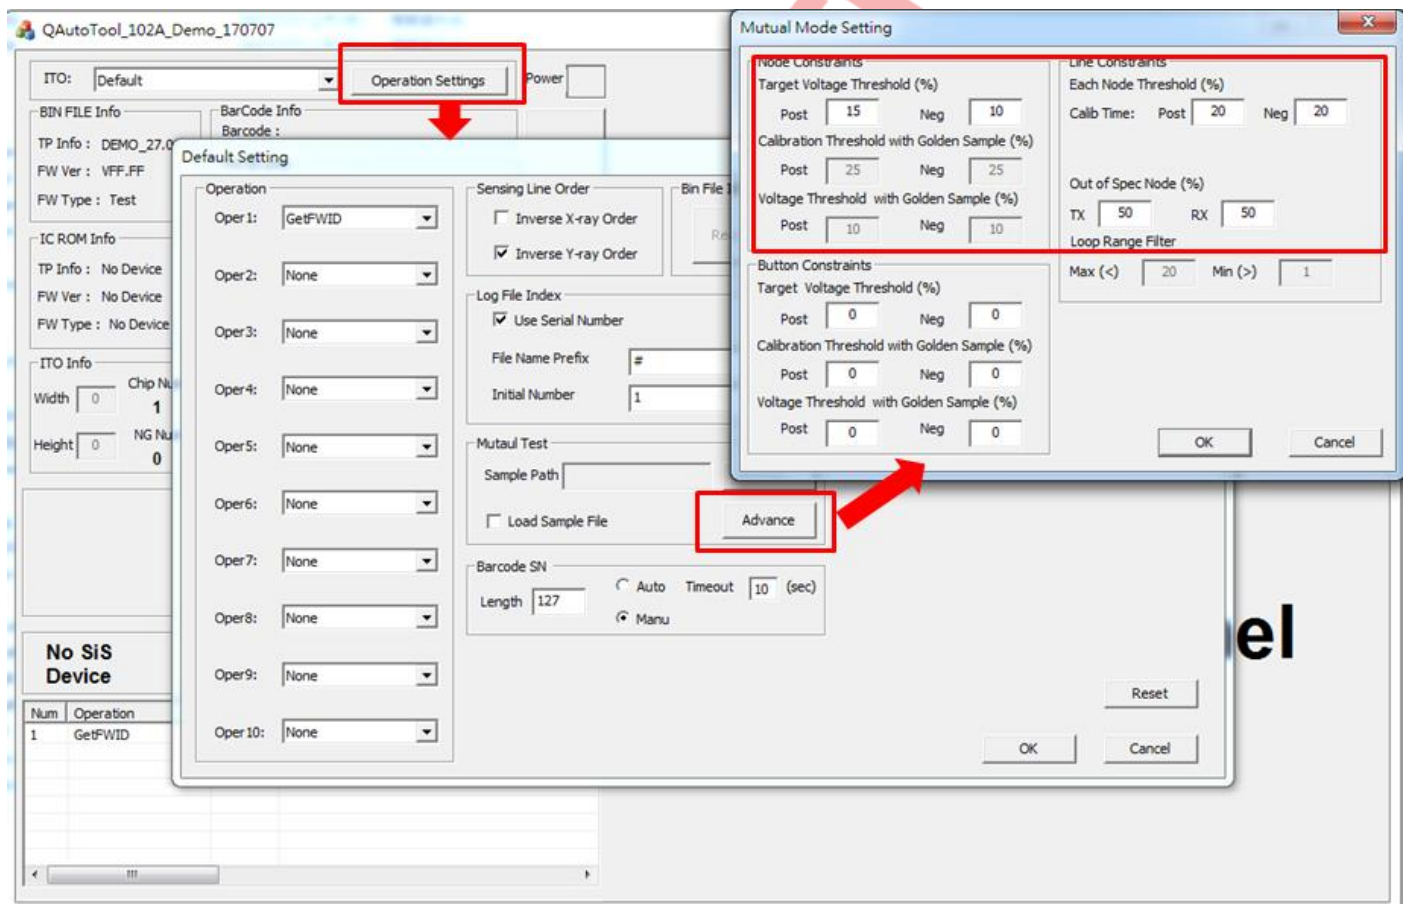 QAutoTool_102A_Demo_170707
ITO: Default Operation Settings Power
BIN FILE Info
TP Info : DEMO_27.0
FW Ver : VFF.FF
FW Type : Test
BarCode Info
Barcode :
IC ROM Info
TP Info : No Device
FW Ver : No Device
FW Type : No Device
ITO Info
Width 0
Chip Nu
1
Height 0
NG Nu
0
No SiS
Device
Num Operation
1 GetFWID
el
Default Setting
Operation
Oper1: GetFWID
Oper2: None
Oper3: None
Oper4: None
Oper5: None
Oper6: None
Oper7: None
Oper8: None
Oper9: None
Oper10: None
Sensing Line Order
Inverse X-ray Order
Inverse Y-ray Order
Bin File I
Re
Log File Index
Use Serial Number
File Name Prefix #
Initial Number 1
Mutaul Test
Sample Path
Load Sample File
Advance
Barcode SN
Length 127
Auto Timeout 10 (sec)
Manu
Reset
OK Cancel
Mutual Mode Setting
Node Constraints
Target Voltage Threshold (%)
Post 15 Neg 10
Calibration Threshold with Golden Sample (%)
Post 25 Neg 25
Voltage Threshold with Golden Sample (%)
Post 10 Neg 10
Button Constraints
Target Voltage Threshold (%)
Post 0 Neg 0
Calibration Threshold with Golden Sample (%)
Post 0 Neg 0
Voltage Threshold with Golden Sample (%)
Post 0 Neg 0
Line Constraints
Each Node Threshold (%)
Calib Time: Post 20 Neg 20
Out of Spec Node (%)
TX 50 RX 50
Loop Range Filter
Max (<) 20 Min (>) 1
OK Cancel